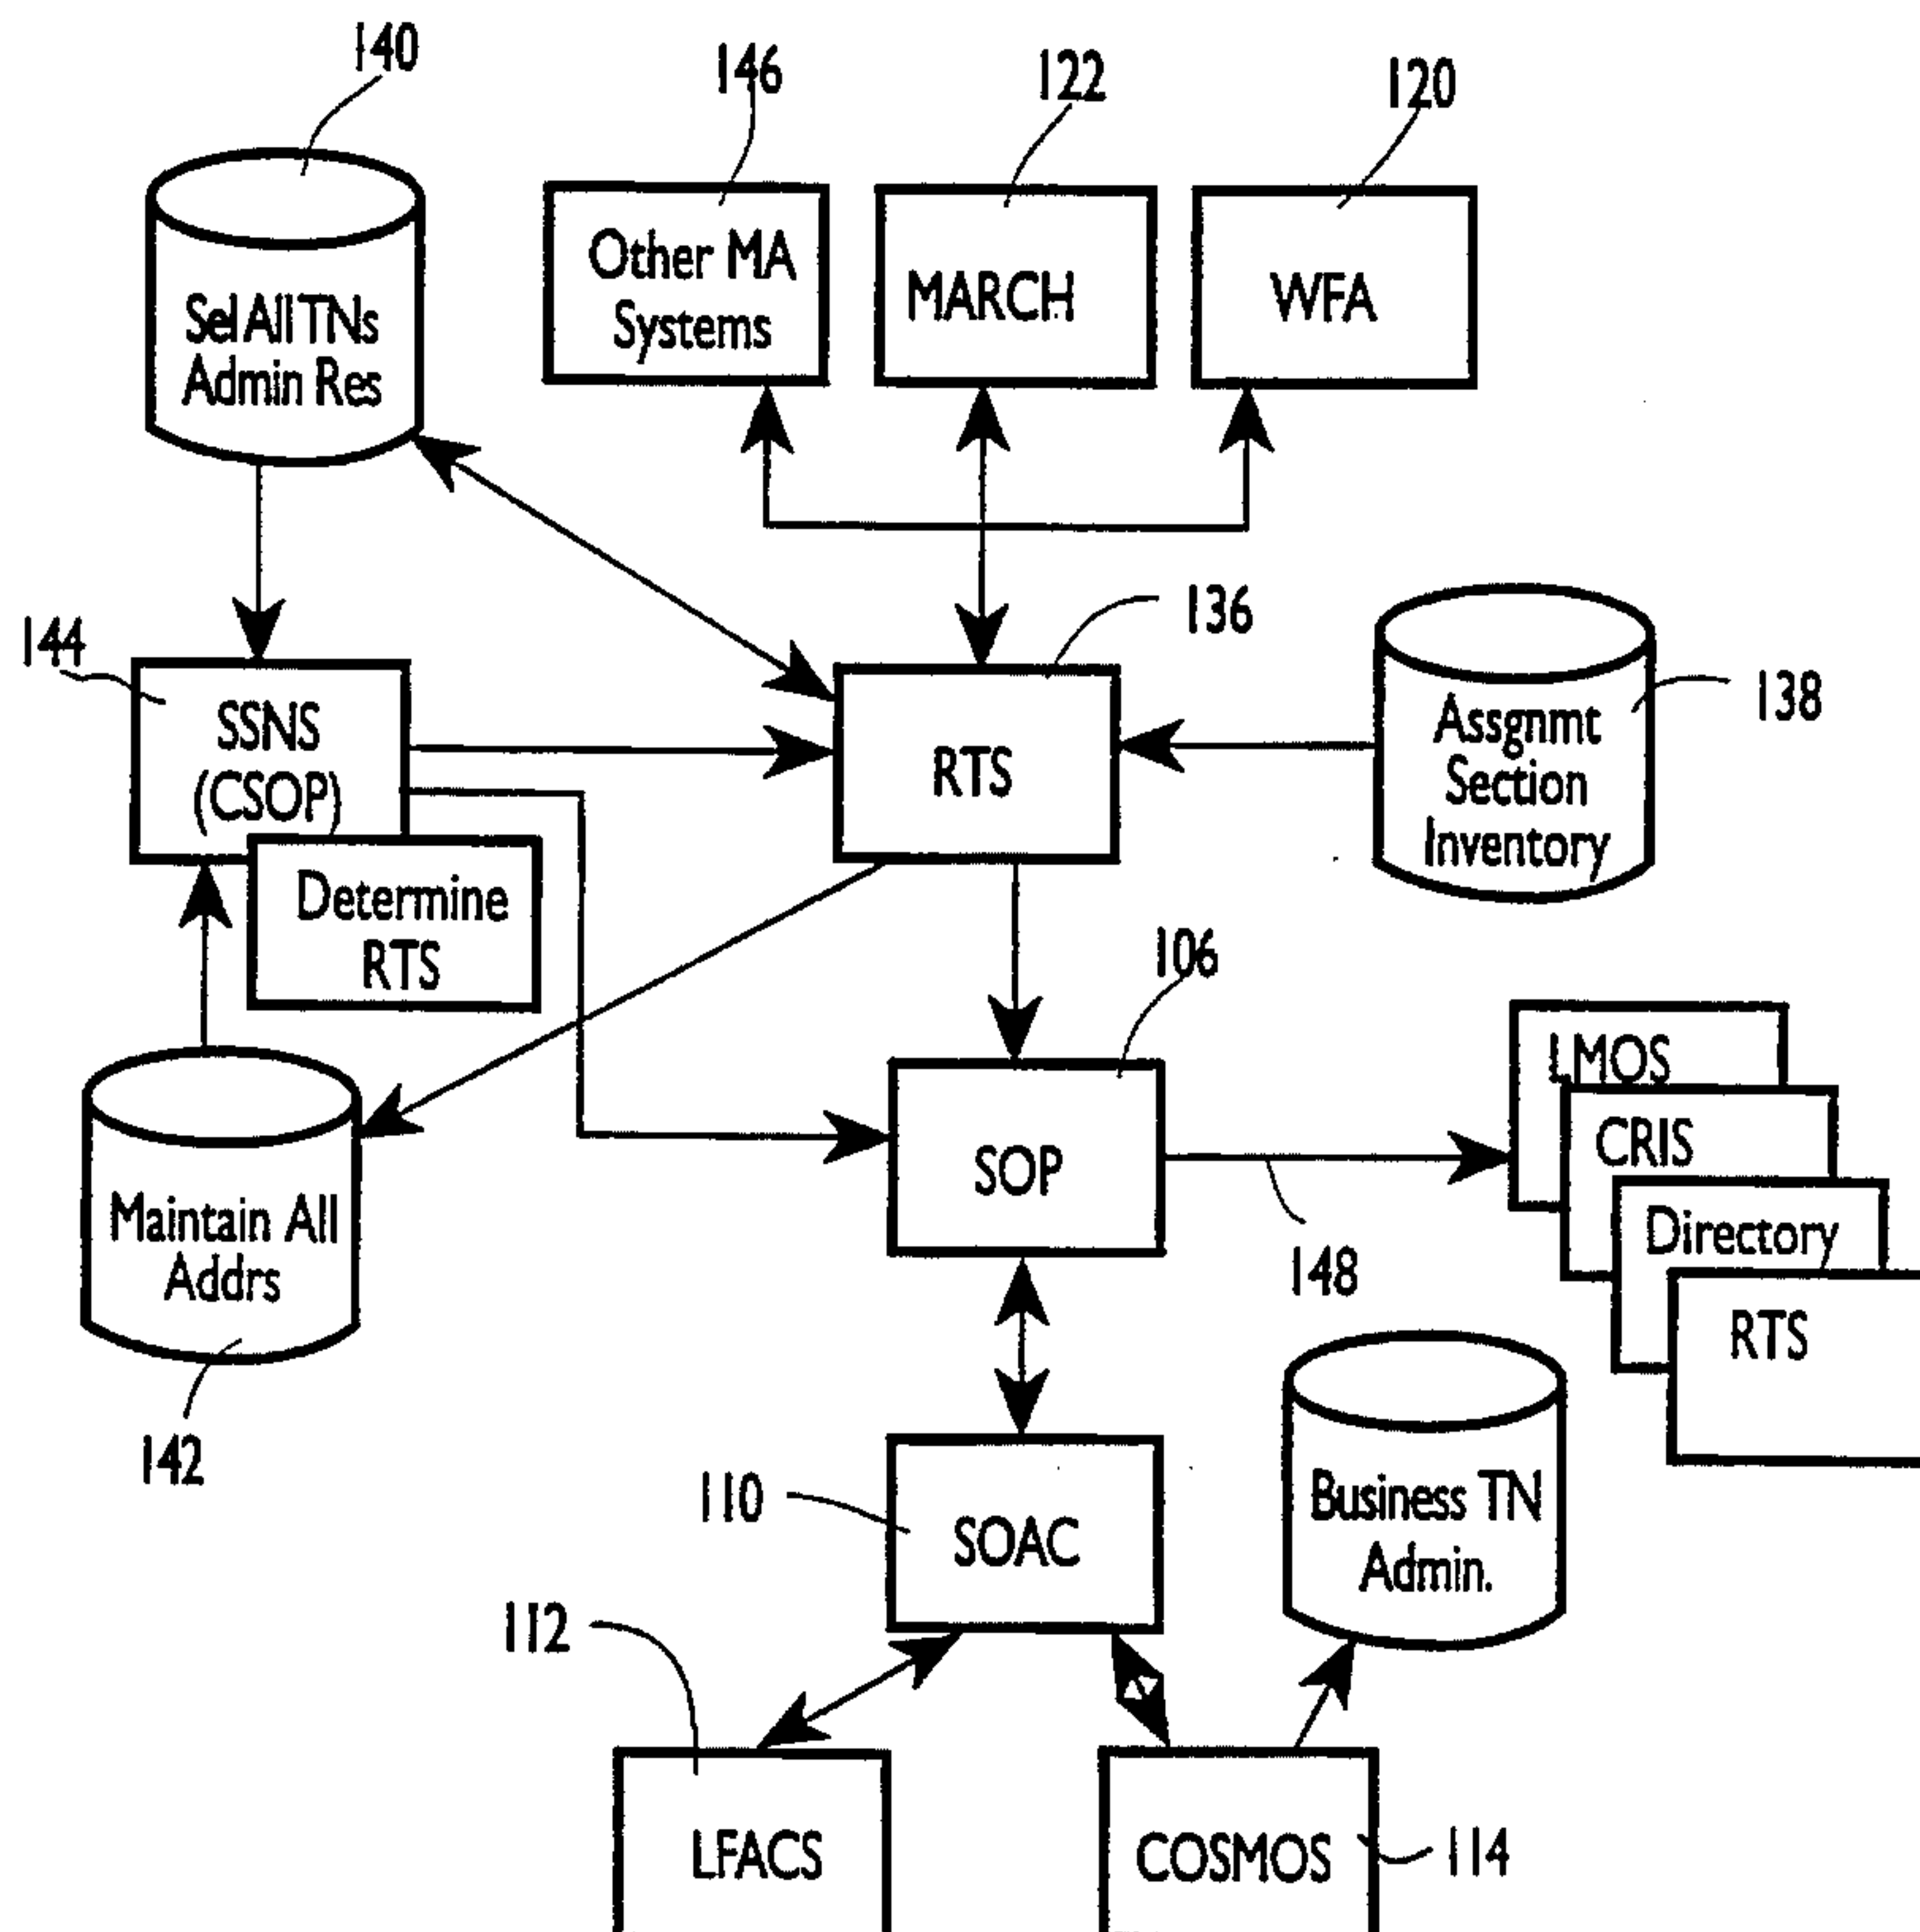 140
146
122
120
Sel All TNs
Admin Res
Other MA
Systems
MARCH
WFA
144
136
138
SSNS
(CSOP)
RTS
Assgnmt
Section
Inventory
Determine
RTS
106
LMOS
CRIS
Directory
RTS
SOP
148
Maintain All
Addrs
142
110
SOAC
Business TN
Admin.
112
LFACS
COSMOS
114